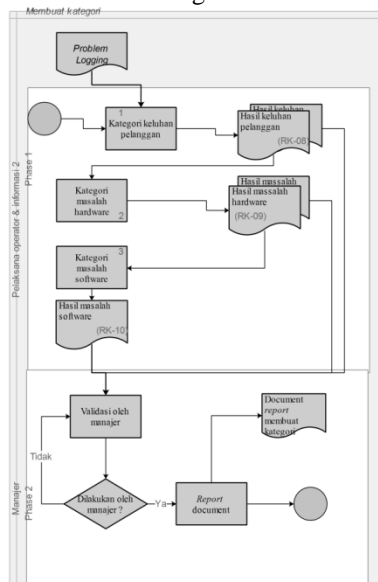 Membuat kategori
Problem
Logging
1
Kategori keluhan
pelanggan
Hasil keluhan
Hasil keluhan
pelanggan
(RK-08)
Phase 1
Pelaksana operator & informasi 2
Kategori
masalah
hardware
2
Hasil massalah
Hasil massalah
hardware
(RK-09)
3
Kategori
masalah
software
Hasil masalah
software
(RK-10)
Validasi oleh
manajer
Document
report
membuat
kategori
Tidak
Manajer
Phase 2
Dilakukan oleh
manajer ?
Ya
Report
document